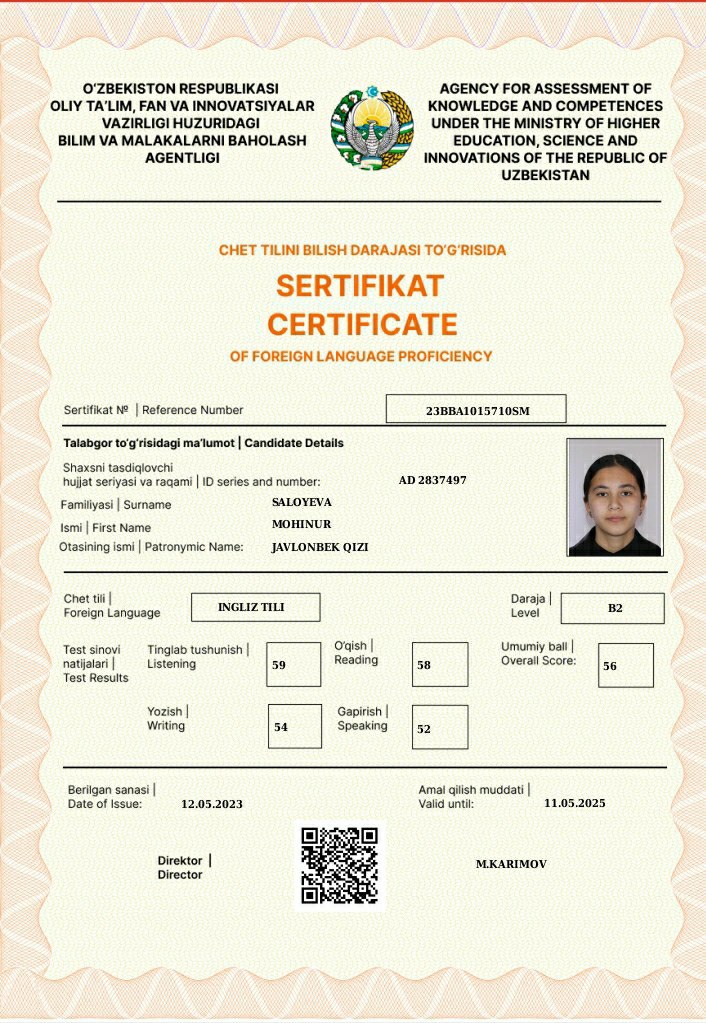 O‘ZBEKISTON RESPUBLIKASI
OLIY TA’LIM, FAN VA INNOVATSIYALAR
VAZIRLIGI HUZURIDAGI
BILIM VA MALAKALARNI BAHOLASH
AGENTLIGI
AGENCY FOR ASSESSMENT OF
KNOWLEDGE AND COMPETENCES
UNDER THE MINISTRY OF HIGHER
EDUCATION, SCIENCE AND
INNOVATIONS OF THE REPUBLIC OF
UZBEKISTAN
CHET TILINI BILISH DARAJASI TO‘G‘RISIDA
SERTIFIKAT
CERTIFICATE
OF FOREIGN LANGUAGE PROFICIENCY
Sertifikat № | Reference Number 23BBA1015710SM
Talabgor to‘g‘risidagi ma’lumot | Candidate Details
Shaxsni tasdiqlovchi
hujjat seriyasi va raqami | ID series and number: AD 2837497
Familiyasi | Surname SALOYEVA
Ismi | First Name MOHINUR
Otasining ismi | Patronymic Name: JAVLONBEK QIZI
Chet tili |
Foreign Language
INGLIZ TILI
Daraja |
Level
B2
Test sinovi
natijalari |
Test Results
Tinglab tushunish |
Listening
59
O‘qish |
Reading
58
Umumiy ball |
Overall Score:
56
Yozish |
Writing
54
Gapirish |
Speaking
52
Berilgan sanasi |
Date of Issue: 12.05.2023
Amal qilish muddati |
Valid until: 11.05.2025
Direktor |
Director
M.KARIMOV